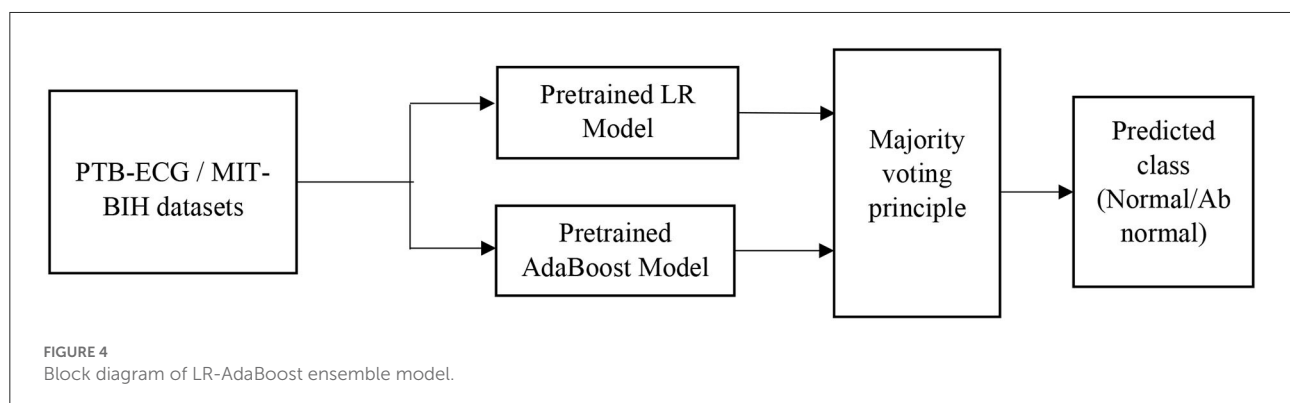 PTB-ECG / MIT-
BIH datasets
Pretrained LR
Model
Pretrained
AdaBoost Model
Majority
voting
principle
Predicted
class
(Normal/Ab
normal)
FIGURE 4
Block diagram of LR-AdaBoost ensemble model.